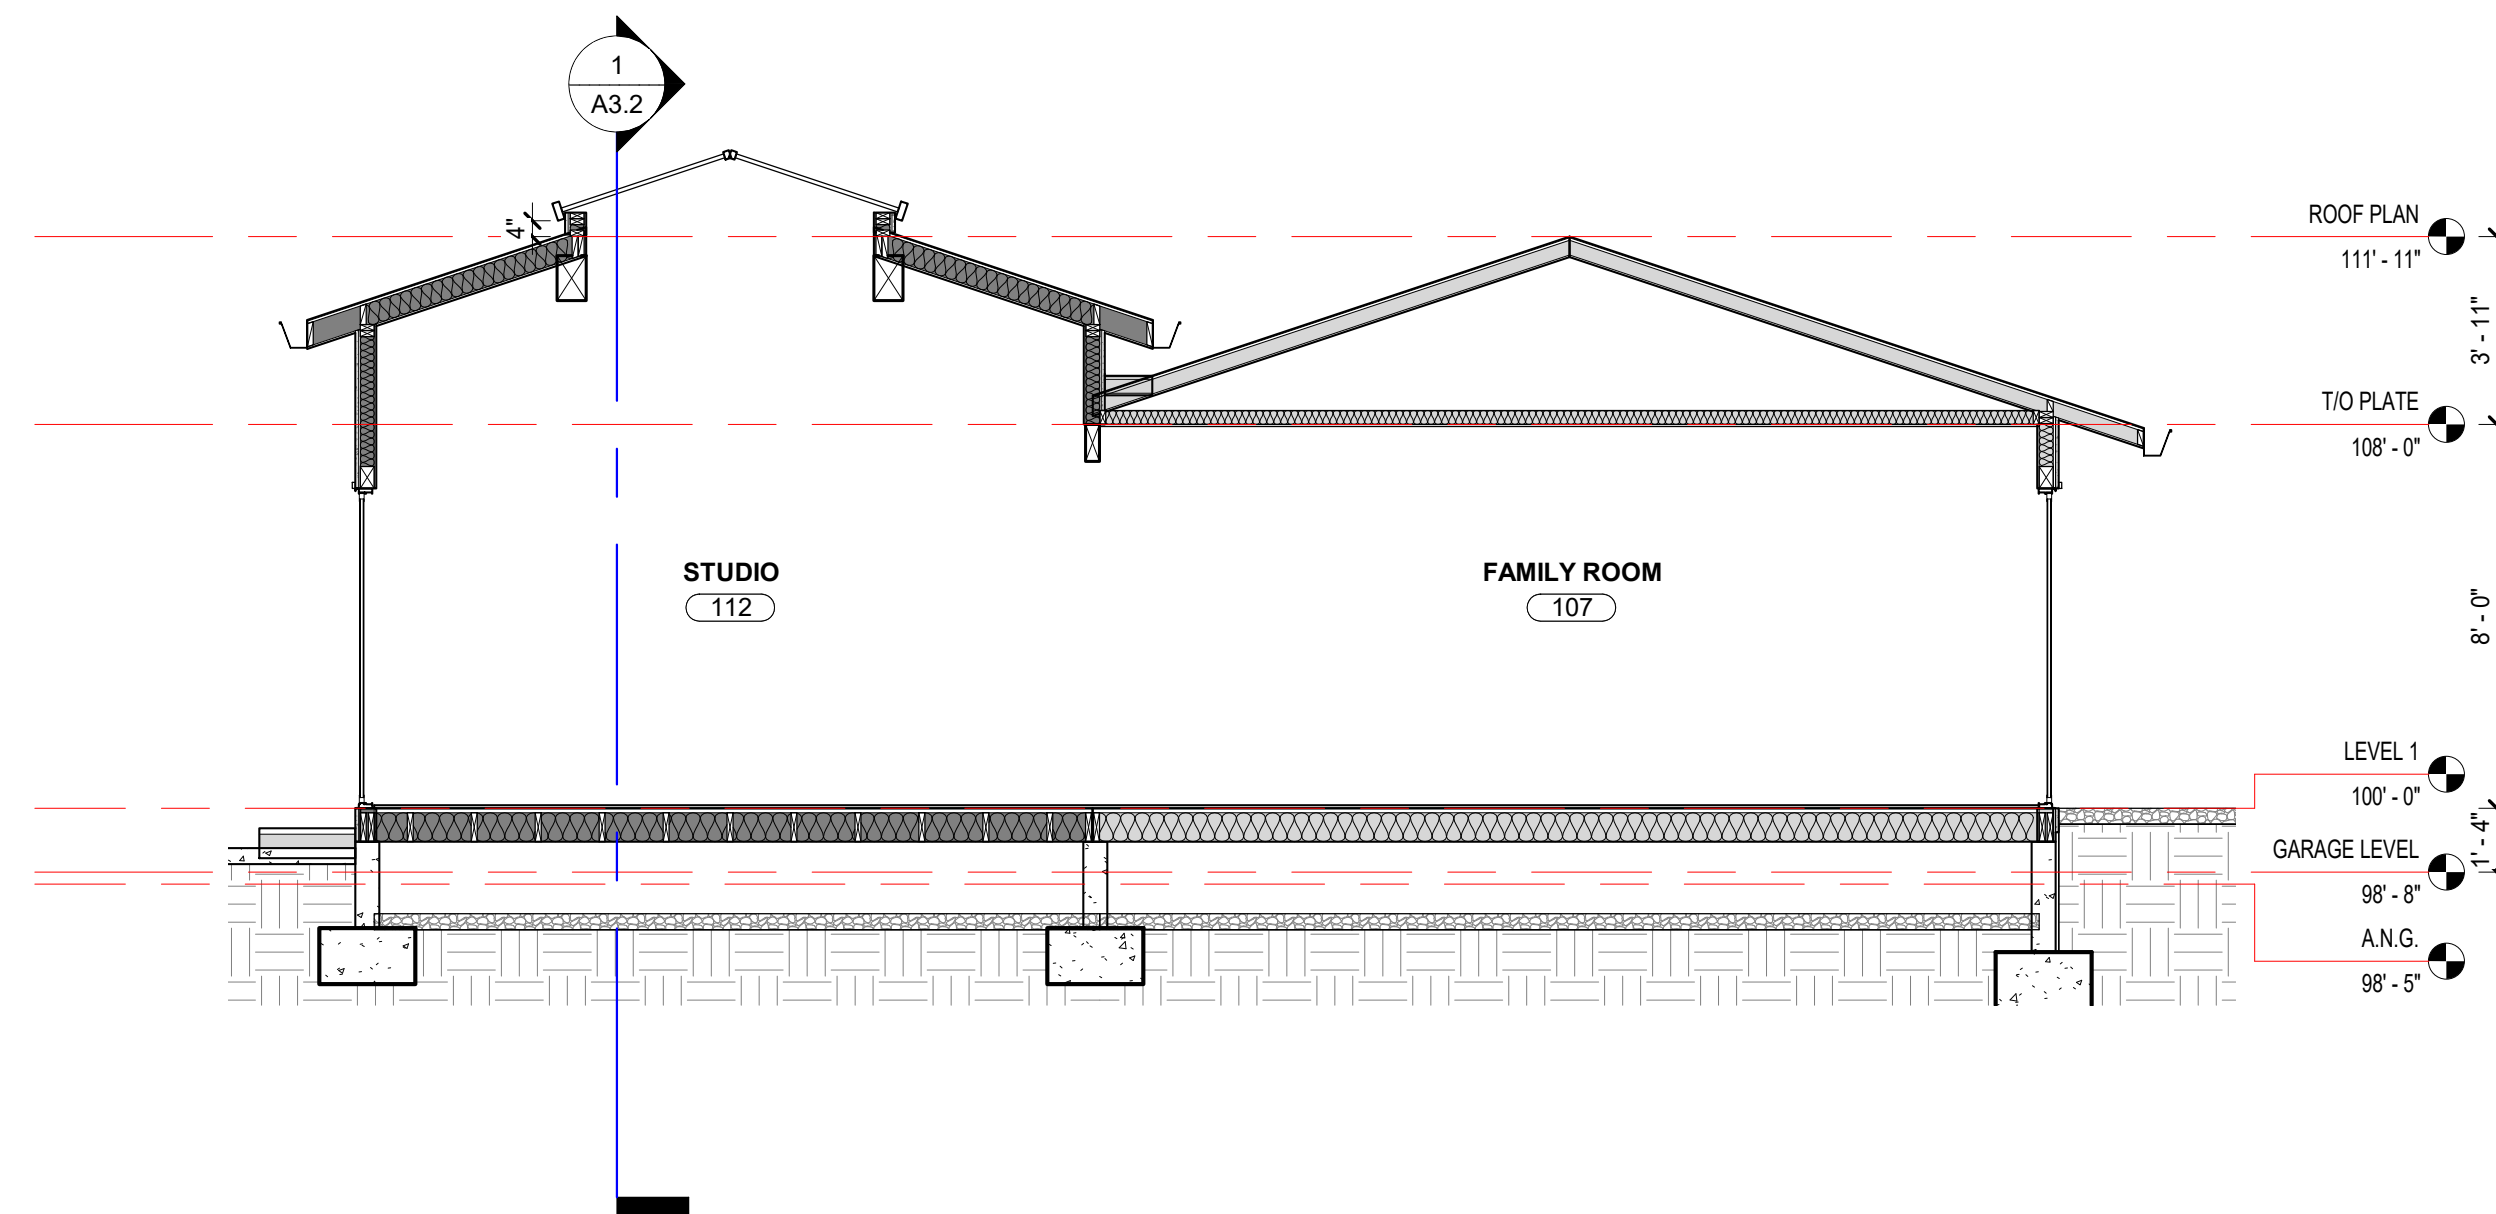 1
A3.2
4"
ROOF PLAN
111' - 11"
3' - 11"
T/O PLATE
108' - 0"
STUDIO
112
FAMILY ROOM
107
8' - 0"
LEVEL 1
100' - 0"
1' - 4"
GARAGE LEVEL
98' - 8"
A.N.G.
98' - 5"